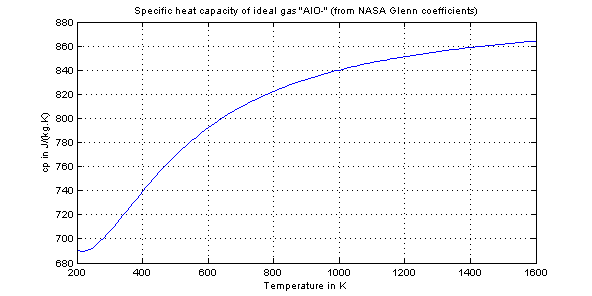 Specific heat capacity of ideal gas "AlO-" (from NASA Glenn coefficients)
880
860
840
820
800
780
760
740
720
700
680
cp in J/(kg.K)
200 400 600 800 1000 1200 1400 1600
Temperature in K